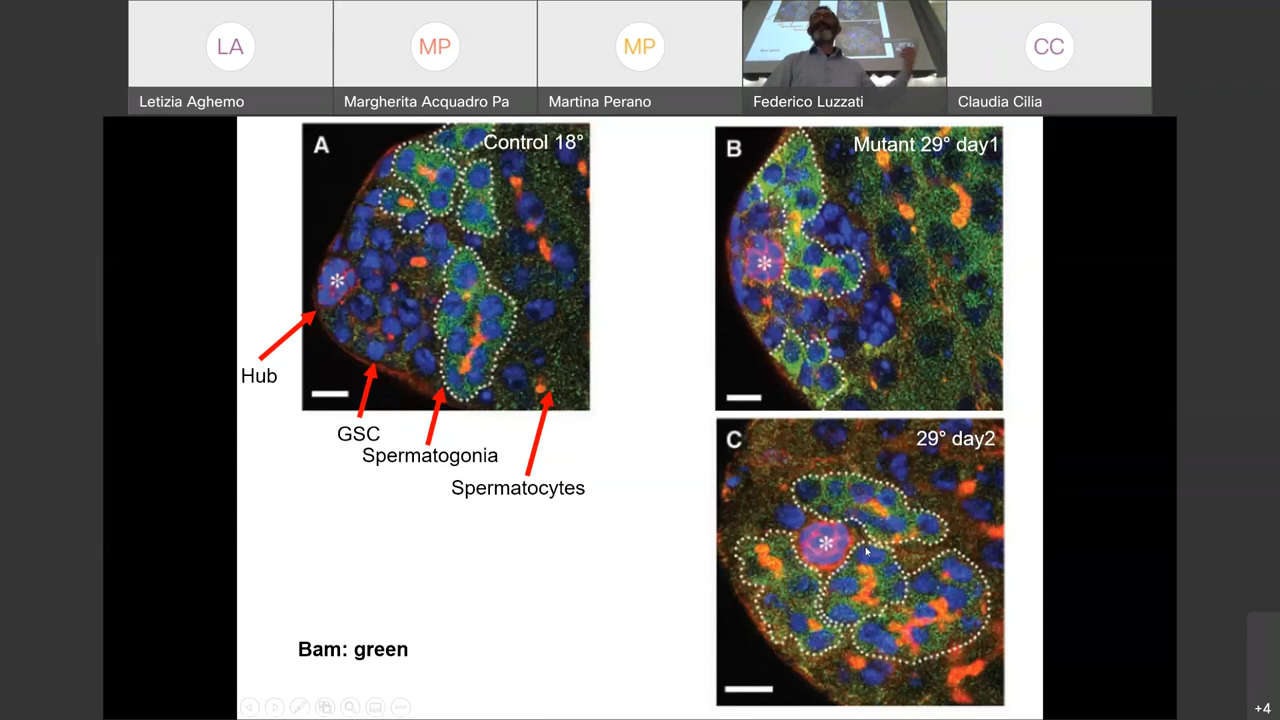 LA
MP
MP
CC
Letizia Aghemo
Margherita Acquadro Pa
Martina Perano
Federico Luzzati
Claudia Cilia
A
Control 18°
B
Mutant 29° day1
*
*
Hub
GSC
Spermatogonia
Spermatocytes
C
29° day2
*
Bam: green
+4